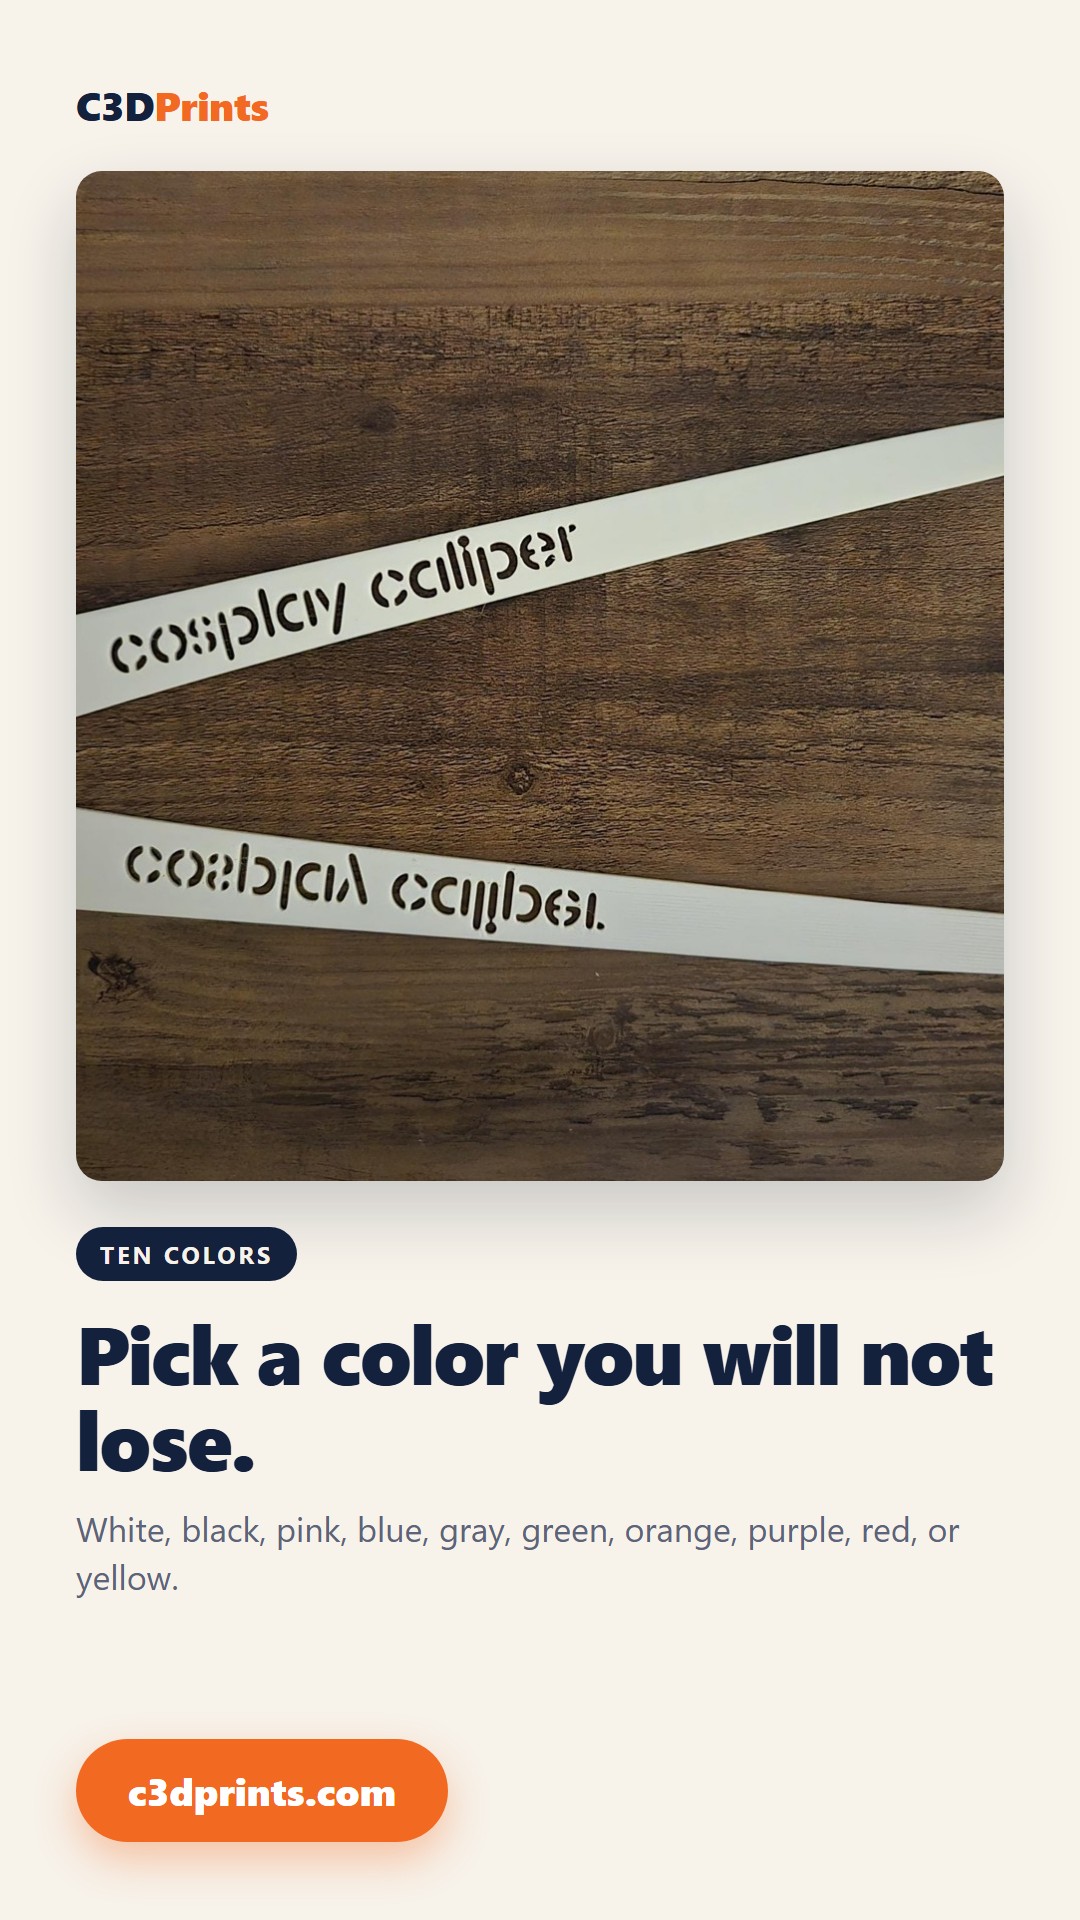 C3DPrints
cosplay caliper
cosplay caliper
TEN COLORS
Pick a color you will not
lose.
White, black, pink, blue, gray, green, orange, purple, red, or
yellow.
c3dprints.com